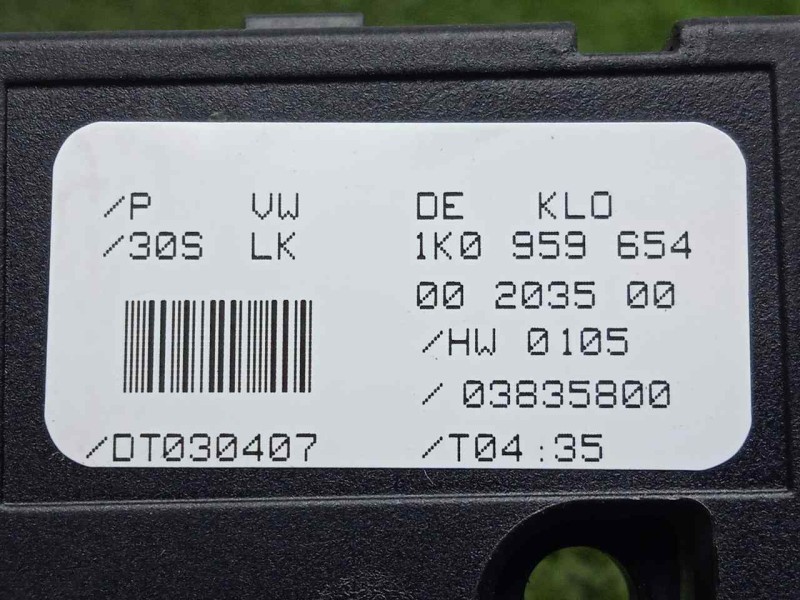 /P VW DE KLO
/30S LK 1K0 959 654
00 2035 00
/HW 0105
/ 03835800
/DT030407 /T04:35